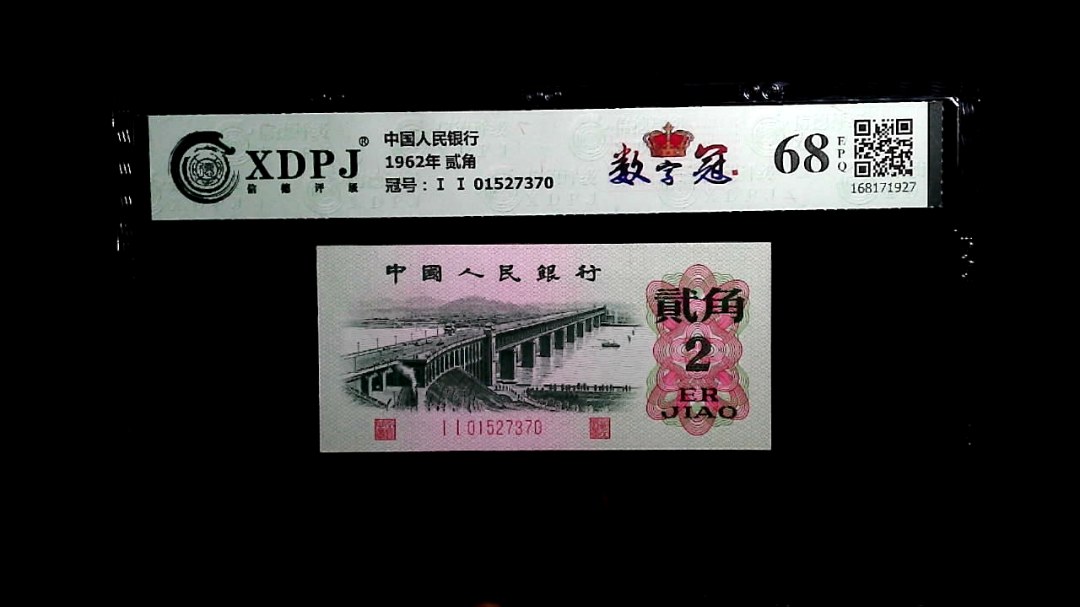 XDPJ®
信德评级
中国人民银行
1962年 贰角
冠号：I I 01527370
数字冠
68
EPQ
168171927
中國人民銀行
貳角
2
ER
JIAO
I I 01527370